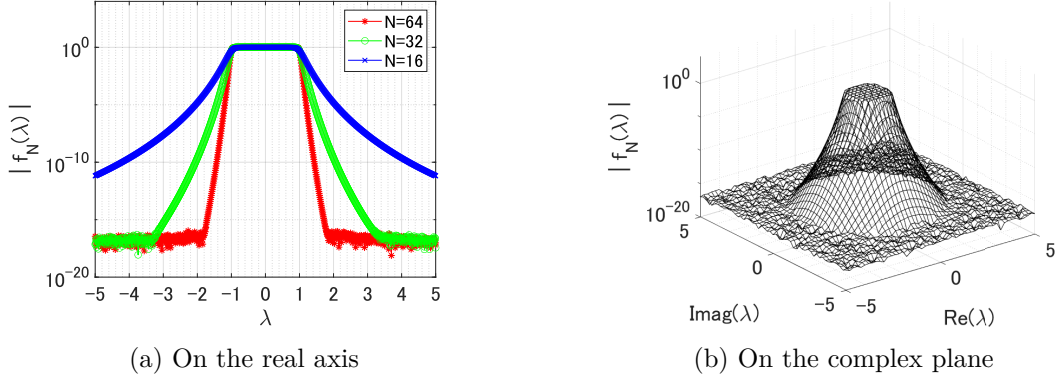 N=64
N=32
N=16
| f_N(λ) |
10^0
10^-10
10^-20
-5 -4 -3 -2 -1 0 1 2 3 4 5
λ
(a) On the real axis
| f_N(λ) |
10^0
10^-20
5
0
-5
Imag(λ)
-5
0
5
Re(λ)
(b) On the complex plane